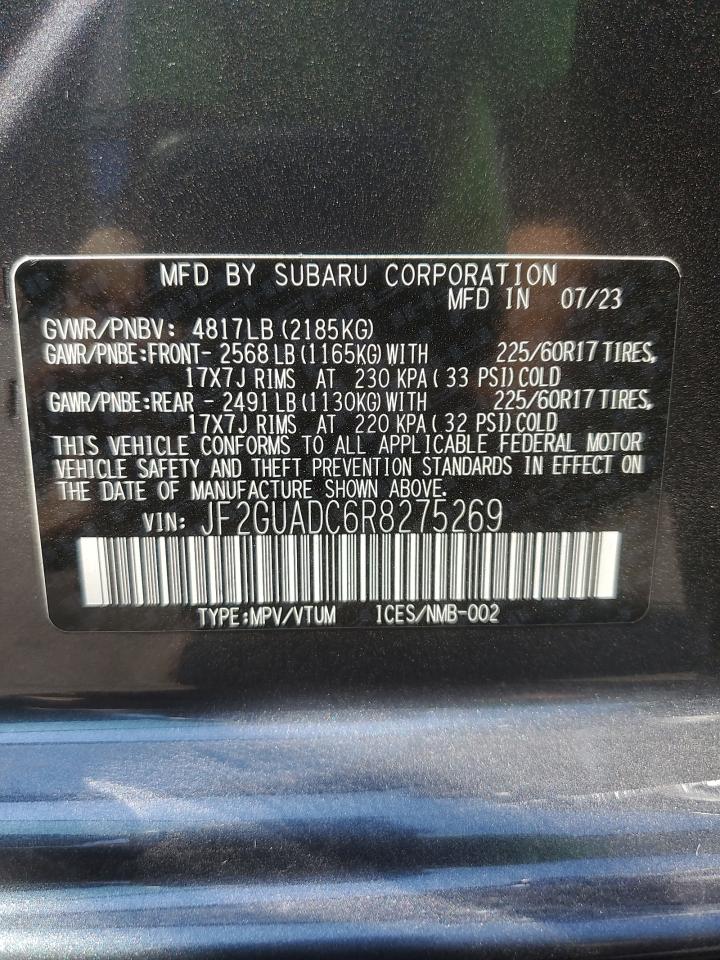 MFD BY SUBARU CORPORATION
MFD IN 07/23
GVWR/PNBV: 4817LB (2185KG)
GAWR/PNBE:FRONT- 2568 LB (1165KG) WITH 225/60R17 TIRES,
17X7J RIMS AT 230 KPA ( 33 PSI) COLD
GAWR/PNBE:REAR - 2491 LB (1130KG) WITH 225/60R17 TIRES,
17X7J RIMS AT 220 KPA ( 32 PSI) COLD
THIS VEHICLE CONFORMS TO ALL APPLICABLE FEDERAL MOTOR
VEHICLE SAFETY AND THEFT PREVENTION STANDARDS IN EFFECT ON
THE DATE OF MANUFACTURE SHOWN ABOVE.
VIN: JF2GUADC6R8275269
TYPE:MPV/VTUM ICES/NMB-002